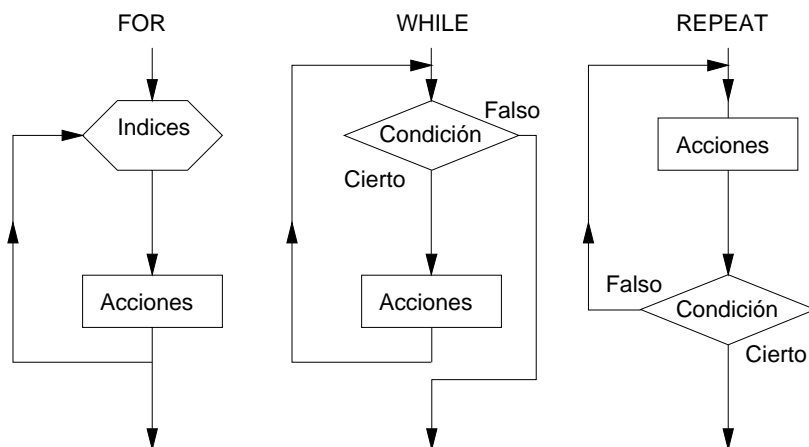 FOR
Indices
Acciones
WHILE
Falso
Condición
Cierto
Acciones
REPEAT
Acciones
Falso
Condición
Cierto